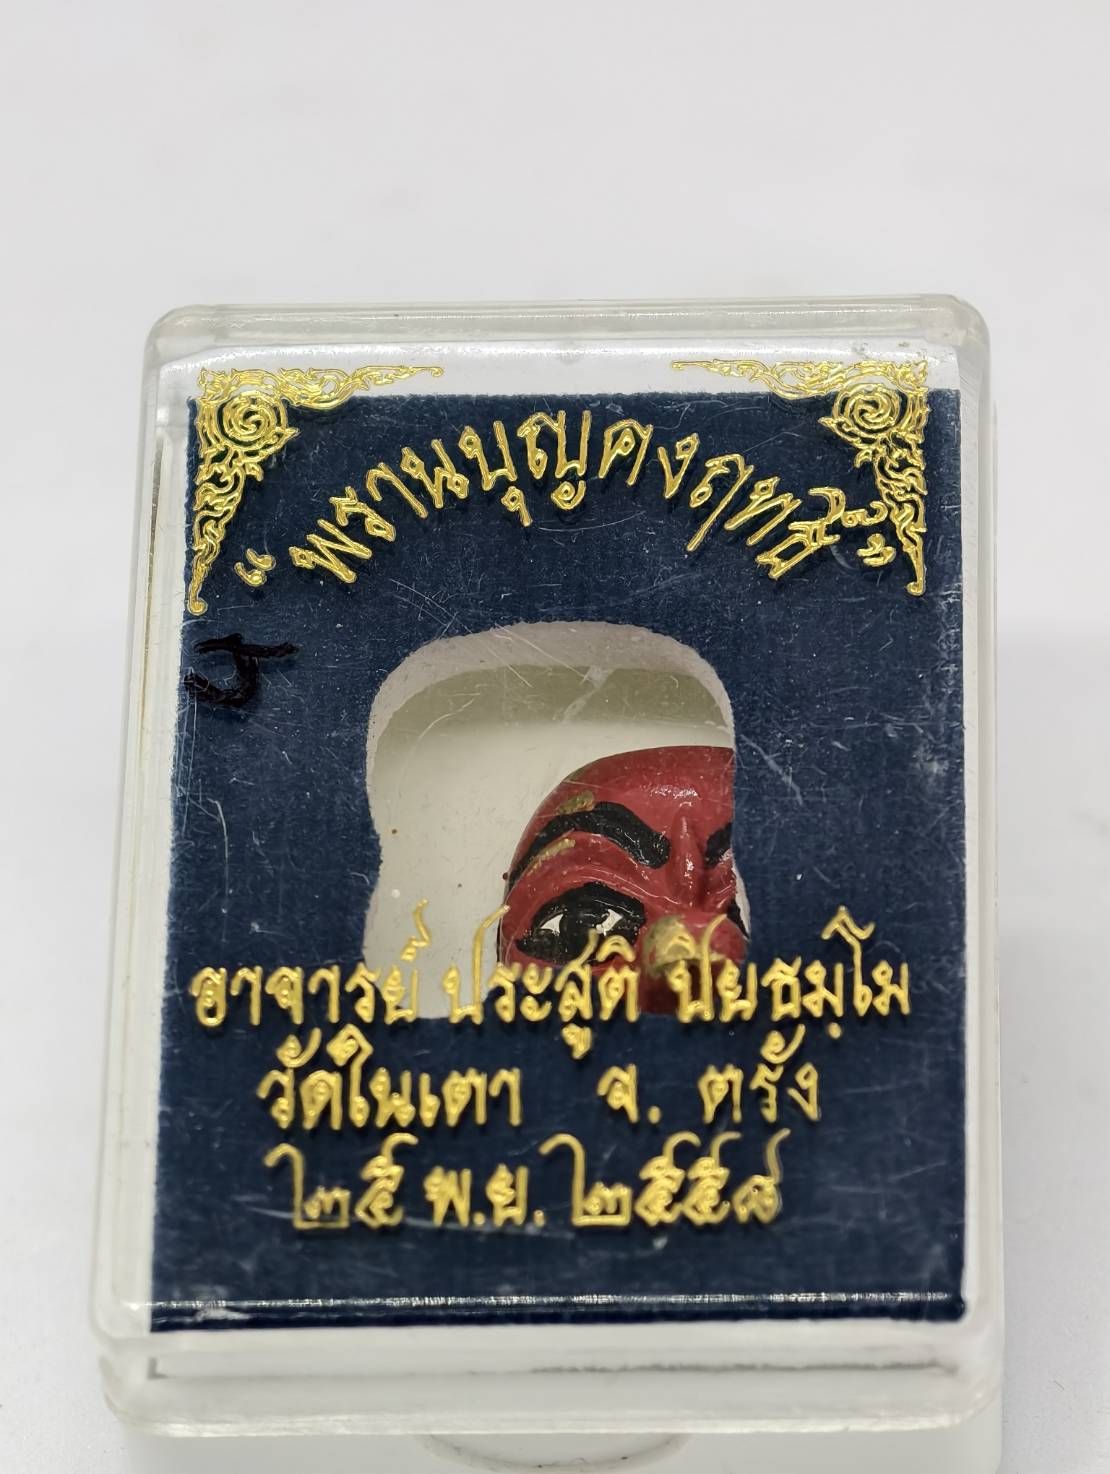 "พรานบุญคงฤทธิ์"
อาจารย์ ประสูติ ปิยธมฺโม
วัดในเตา จ. ตรัง
๒๕ พ.ย. ๒๕๕๘